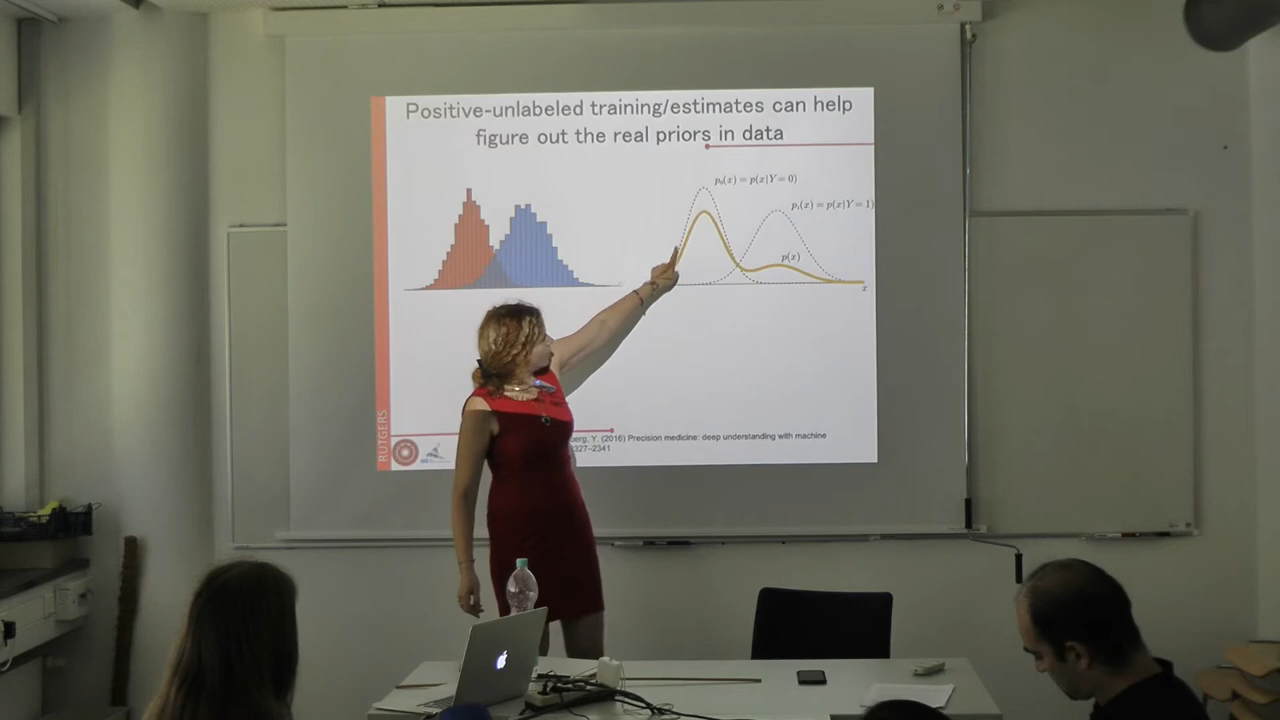 Positive-unlabeled training/estimates can help
figure out the real priors in data
p₀(x) = p(x|Y = 0)
p₁(x) = p(x|Y = 1)
p(x)
x
RUTGERS
berg, Y. (2016) Precision medicine: deep understanding with machine
327–2341